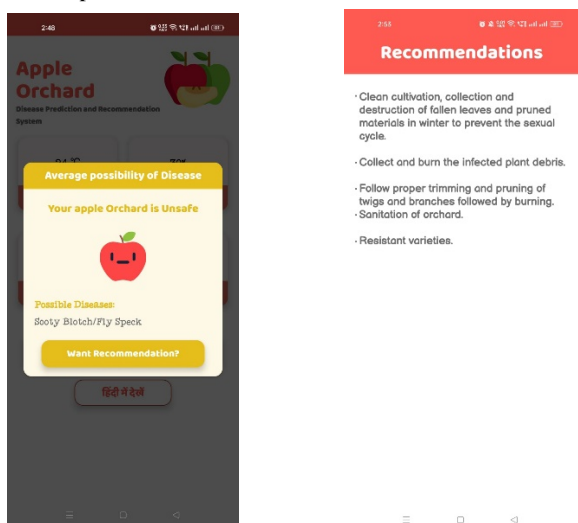 2:48
Apple
Orchard
Disease Prediction and Recommendation
System
Average possibility of Disease
Your apple Orchard is Unsafe
Possible Diseases:
Sooty Blotch/Fly Speck
Want Recommendation?
हिंदी में देखें
2:53
Recommendations
· Clean cultivation, collection and
destruction of fallen leaves and pruned
materials in winter to prevent the sexual
cycle.
· Collect and burn the infected plant debris.
· Follow proper trimming and pruning of
twigs and branches followed by burning.
· Sanitation of orchard.
· Resistant varieties.